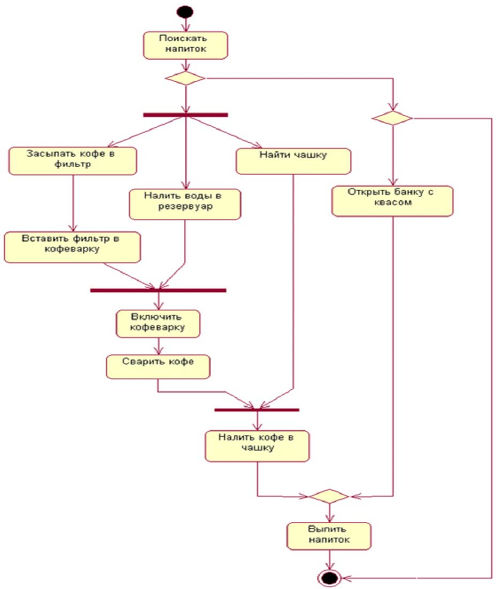 Поискать
напиток
Засыпать кофе в
фильтр
Найти чашку
Налить воды в
резервуар
Открыть банку с
квасом
Вставить фильтр в
кофеварку
Включить
кофеварку
Сварить кофе
Налить кофе в
чашку
Выпить
напиток